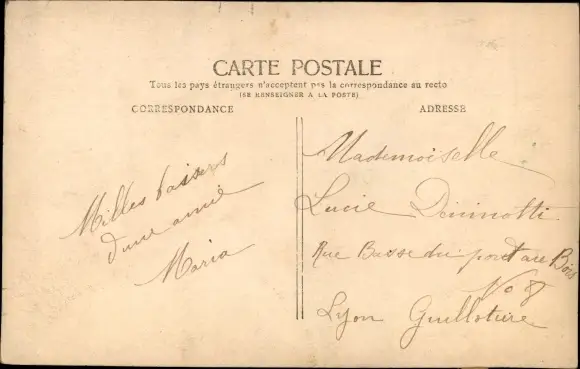 CARTE POSTALE
Tous les pays étrangers n'acceptent pas la correspondance au recto
(SE RENSEIGNER A LA POSTE)
CORRESPONDANCE
ADRESSE
Milles baisers
d'une amie
Maria
Mademoiselle
Lucie
Rue Basse du port au Bois
No 8
Lyon Guillotière